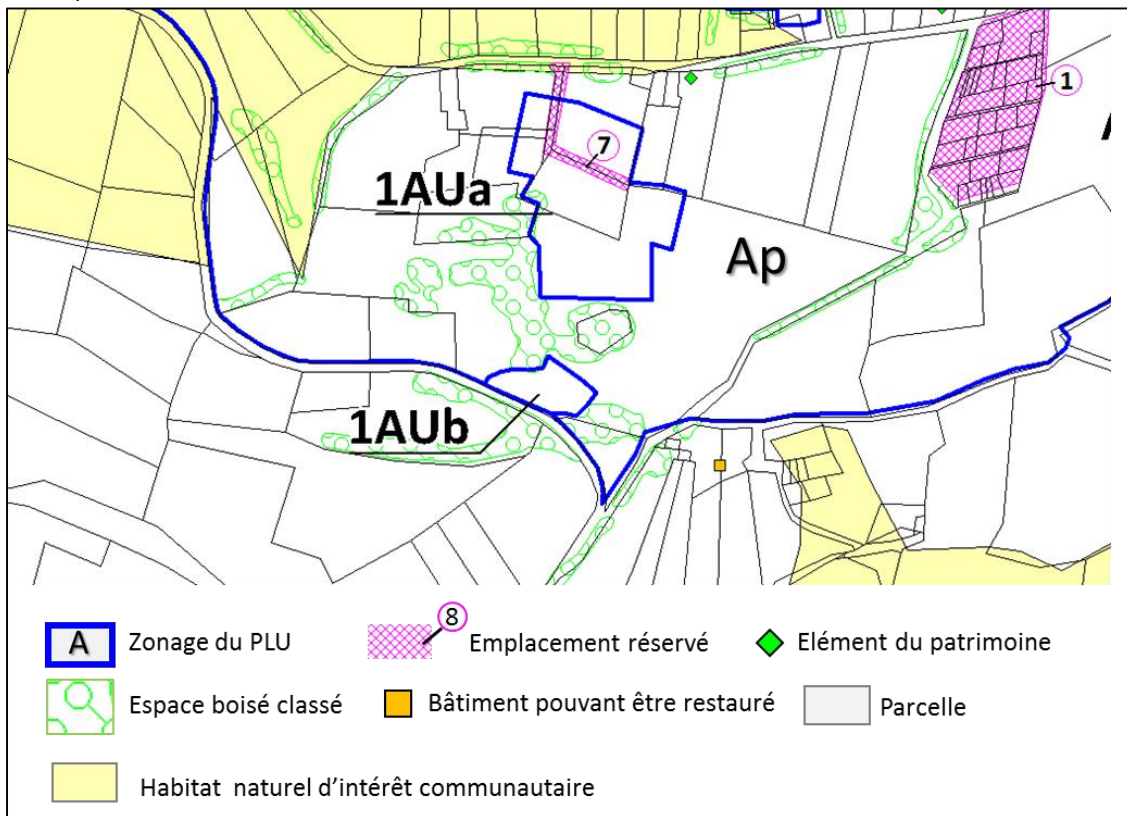 1
7
1AUa
Ap
1AUb
A Zonage du PLU
8 Emplacement réservé
Elément du patrimoine
Espace boisé classé
Bâtiment pouvant être restauré
Parcelle
Habitat naturel d'intérêt communautaire